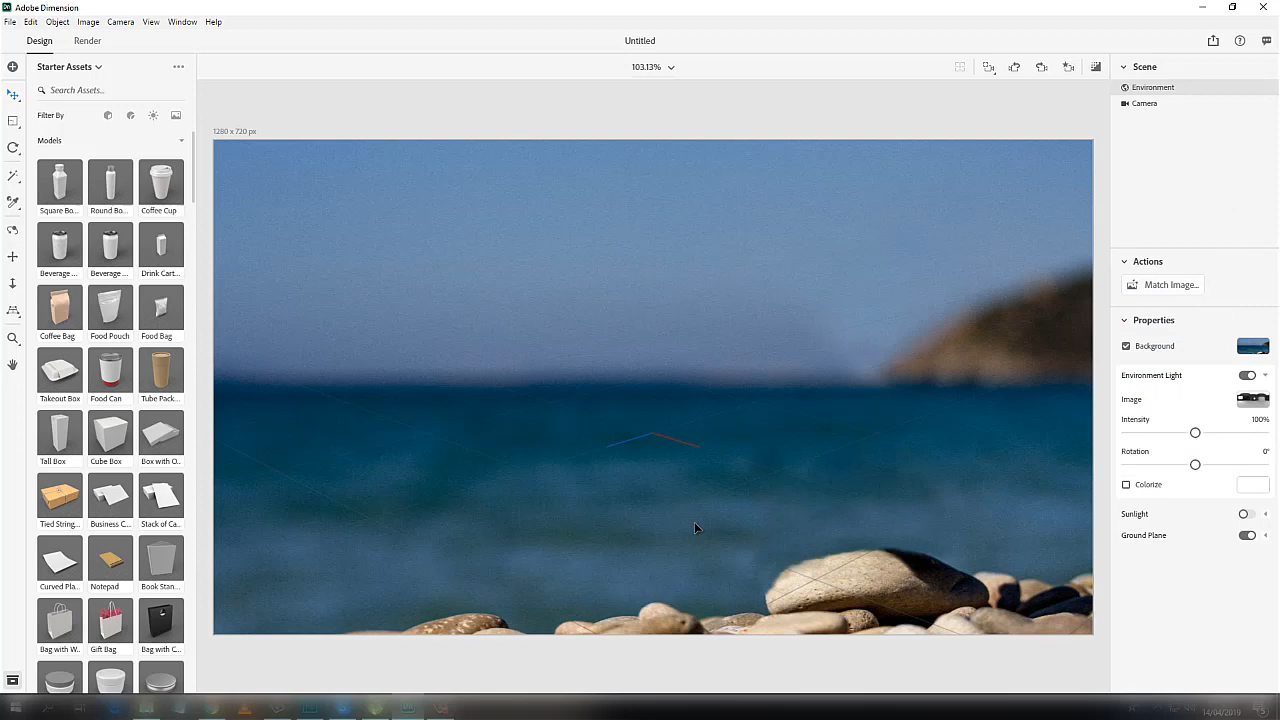 Adobe Dimension
File Edit Object Image Camera View Window Help
Design Render
Untitled
Starter Assets
103.13%
Scene
Search Assets...
Environment
Camera
Filter By
1280 x 720 px
Models
Square Bo... Round Bo... Coffee Cup
Beverage ... Beverage ... Drink Cart...
Coffee Bag Food Pouch Food Bag
Takeout Box Food Can Tube Pack...
Tall Box Cube Box Box with O...
Tied String... Business C... Stack of Ca...
Curved Pla... Notepad Book Stan...
Bag with W... Gift Bag Bag with C...
Actions
Match Image...
Properties
Background
Environment Light
Image
Intensity 100%
Rotation 0°
Colorize
Sunlight
Ground Plane
14/04/2019